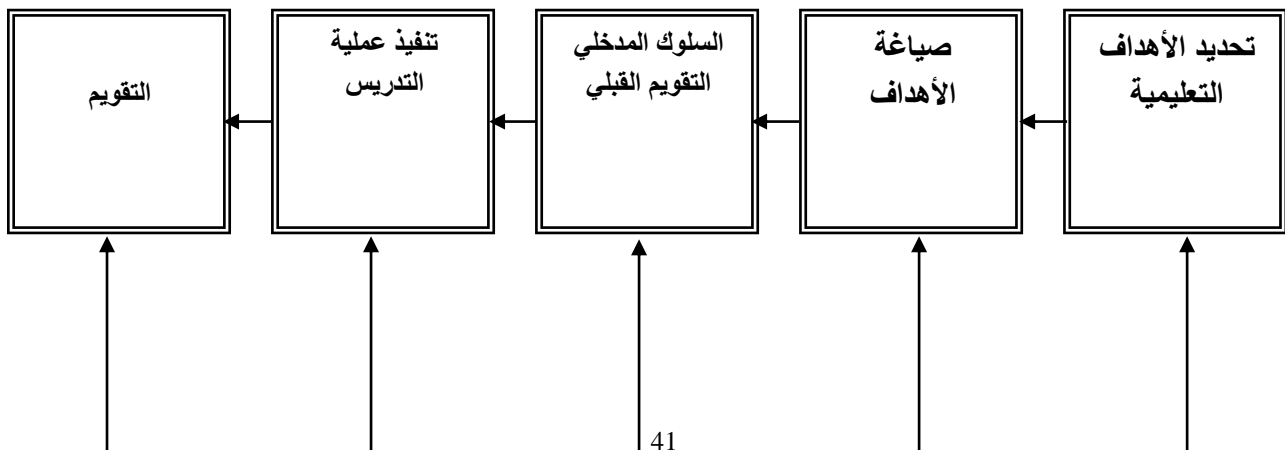 تحديد الأهداف
التعليمية
صياغة
الأهداف
السلوك المدخلي
التقويم القبلي
تنفيذ عملية
التدريس
التقويم
41